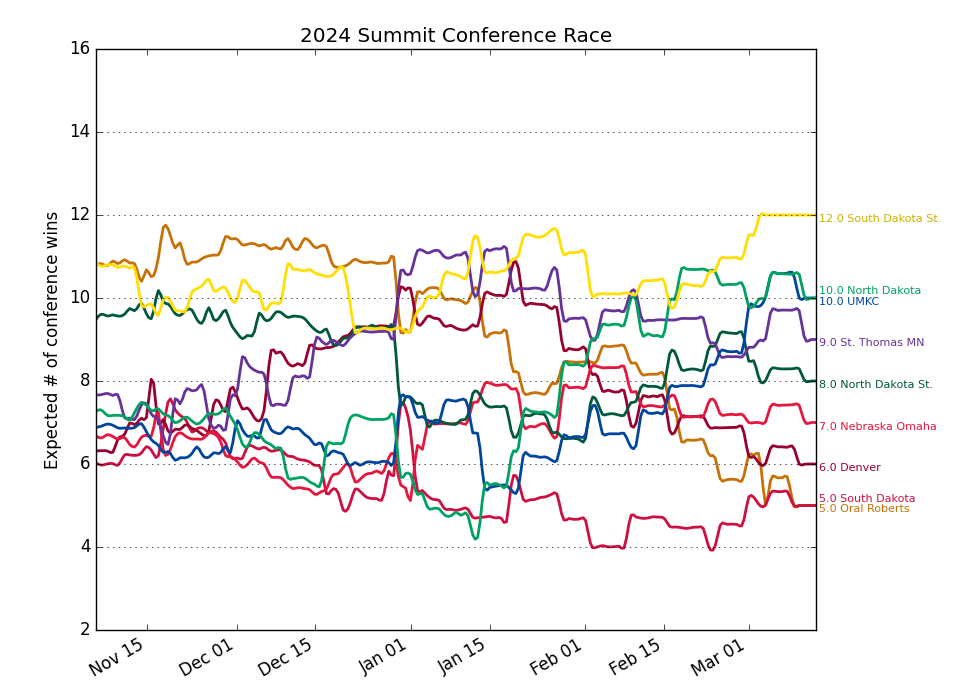 2024 Summit Conference Race
Expected # of conference wins
16
14
12
10
8
6
4
2
12.0 South Dakota St.
10.0 North Dakota
10.0 UMKC
9.0 St. Thomas MN
8.0 North Dakota St.
7.0 Nebraska Omaha
6.0 Denver
5.0 South Dakota
5.0 Oral Roberts
Nov 15
Dec 01
Dec 15
Jan 01
Jan 15
Feb 01
Feb 15
Mar 01